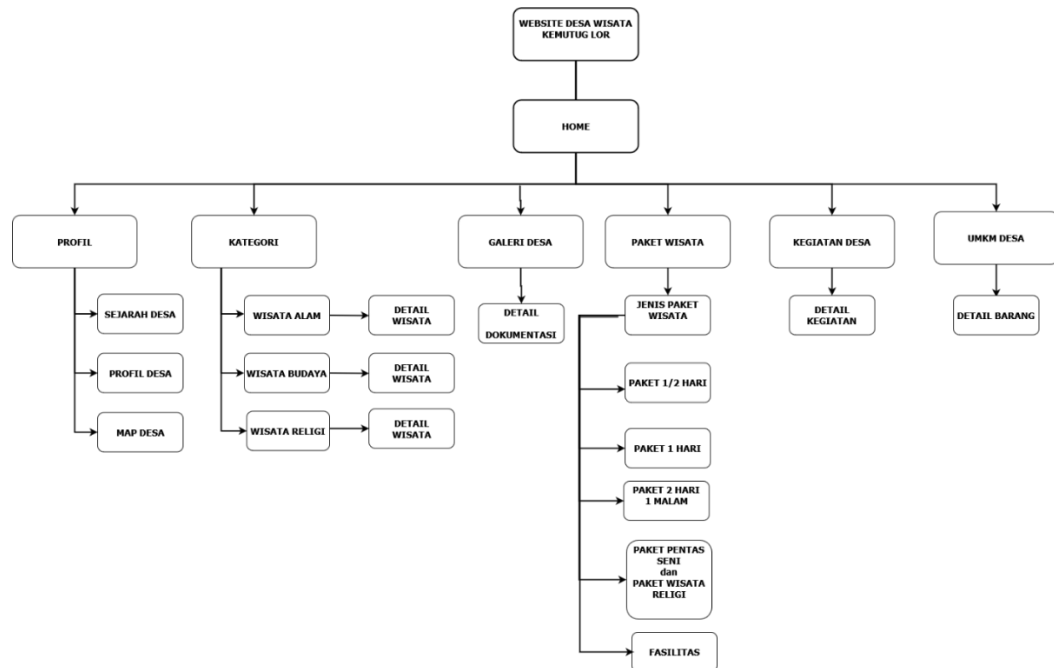 WEBSITE DESA WISATA
KEMUTUG LOR
HOME
PROFIL
KATEGORI
GALERI DESA
PAKET WISATA
KEGIATAN DESA
UMKM DESA
SEJARAH DESA
PROFIL DESA
MAP DESA
WISATA ALAM
DETAIL
WISATA
WISATA BUDAYA
DETAIL
WISATA
WISATA RELIGI
DETAIL
WISATA
DETAIL
DOKUMENTASI
JENIS PAKET
WISATA
PAKET 1/2 HARI
PAKET 1 HARI
PAKET 2 HARI
1 MALAM
PAKET PENTAS
SENI
dan
PAKET WISATA
RELIGI
FASILITAS
DETAIL
KEGIATAN
DETAIL BARANG